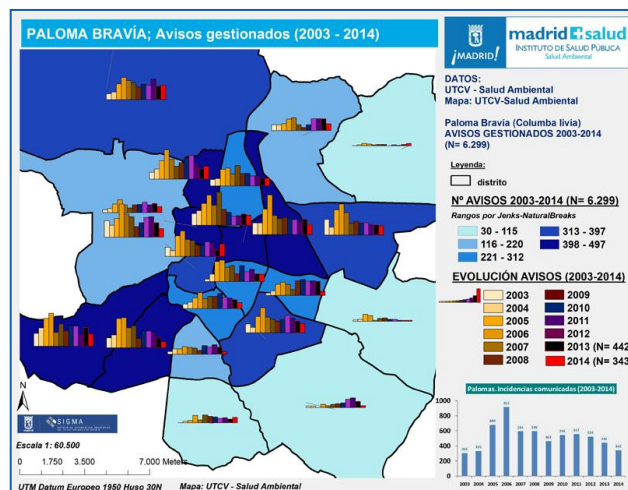 PALOMA BRAVÍA; Avisos gestionados (2003 - 2014)
¡MADRID!
madrid+salud
INSTITUTO DE SALUD PÚBLICA
Salud Ambiental
DATOS:
UTCV - Salud Ambiental
Mapa: UTCV-Salud Ambiental
Paloma Bravía (Columba livia)
AVISOS GESTIONADOS 2003-2014
(N= 6.299)
Leyenda:
distrito
Nº AVISOS 2003-2014 (N= 6.299)
Rangos por Jenks-NaturalBreaks
30 - 115
313 - 397
116 - 220
398 - 497
221 - 312
EVOLUCIÓN AVISOS (2003-2014)
2003
2009
2004
2010
2005
2011
2006
2012
2007
2013 (N= 442
2008
2014 (N= 343
Palomas. Incidencias comunicadas (2003-2014)
1000
800
600
400
200
0
2003 2004 2005 2006 2007 2008 2009 2010 2011 2012 2013 2014
N
SIGMA
Escala 1: 60.500
0 1.750 3.500 7.000 Meters
UTM Datum Europeo 1950 Huso 30N
Mapa: UTCV - Salud Ambiental